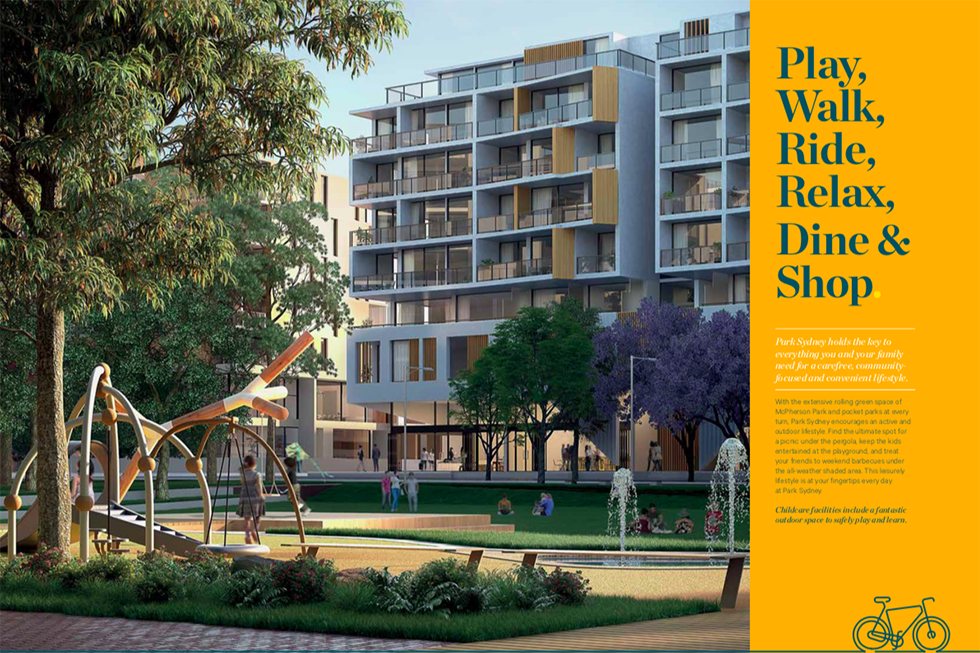 Play,
Walk,
Ride,
Relax,
Dine &
Shop.
Park Sydney holds the key to
everything you and your family
need for a carefree, community-
focused and convenient lifestyle.
With the extensive rolling green space of
McPherson Park and pocket parks at every
turn, Park Sydney encourages an active and
outdoor lifestyle. Find the ultimate spot for
a picnic under the pergola, keep the kids
entertained at the playground, and treat
your friends to weekend barbecues under
the all-weather shaded area. This leisurely
lifestyle is at your fingertips every day
at Park Sydney.
Childcare facilities include a fantastic
outdoor space to safely play and learn.